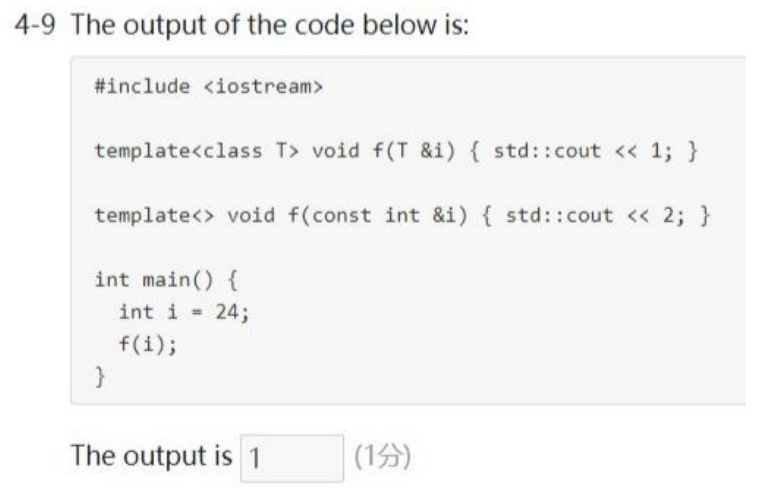 4-9 The output of the code below is:
#include <iostream>
template<class T> void f(T &i) { std::cout << 1; }
template<> void f(const int &i) { std::cout << 2; }
int main() {
  int i = 24;
  f(i);
}
The output is 1 (1分)